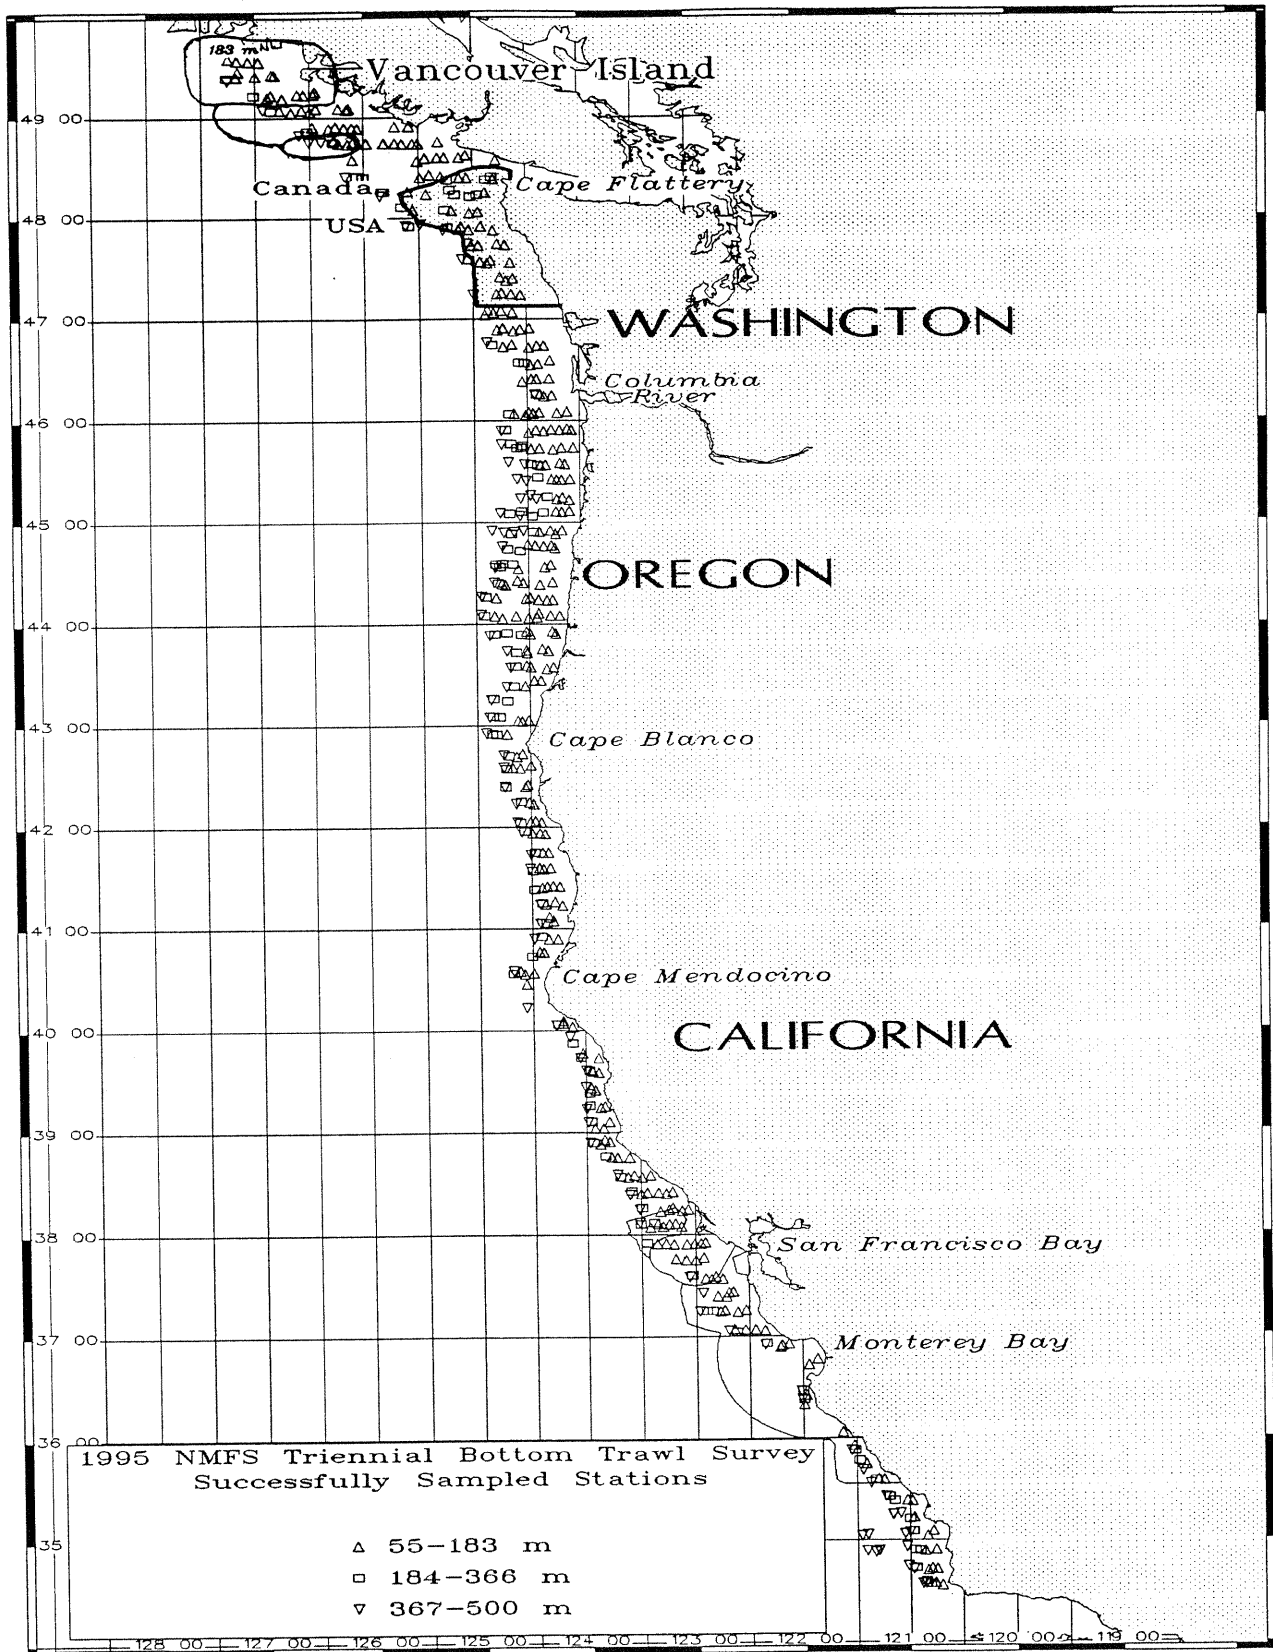 183 m
Vancouver Island
49 00
Canada
Cape Flattery
48 00
USA
47 00
WASHINGTON
Columbia
River
46 00
45 00
OREGON
44 00
43 00
Cape Blanco
42 00
41 00
Cape Mendocino
40 00
CALIFORNIA
39 00
38 00
San Francisco Bay
37 00
Monterey Bay
36 00
1995 NMFS Triennial Bottom Trawl Survey
Successfully Sampled Stations
35
△ 55-183 m
□ 184-366 m
▽ 367-500 m
128 00 127 00 126 00 125 00 124 00 123 00 122 00 121 00 120 00 119 00